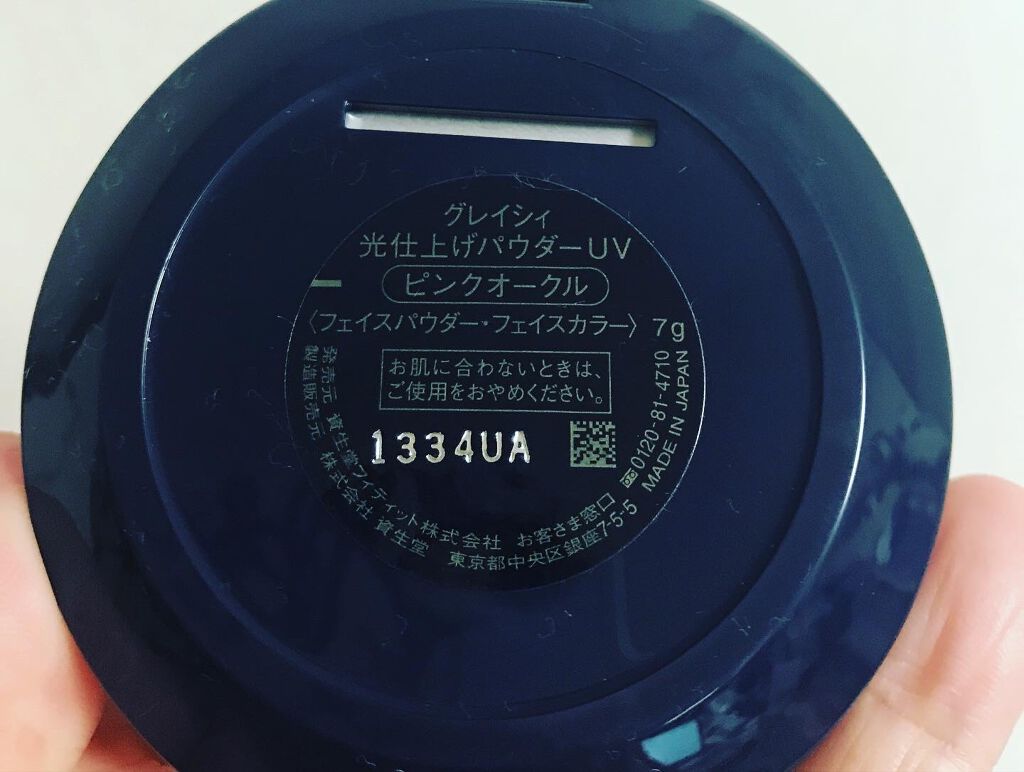 グレイシィ
光仕上げパウダーUV
ピンクオークル
〈フェイスパウダー・フェイスカラー〉 7g
お肌に合わないときは、
ご使用をおやめください。
1334UA
発売元 資生堂フィティット株式会社 お客さま窓口 0120-81-4710
製造販売元 株式会社 資生堂 東京都中央区銀座7-5-5 MADE IN JAPAN